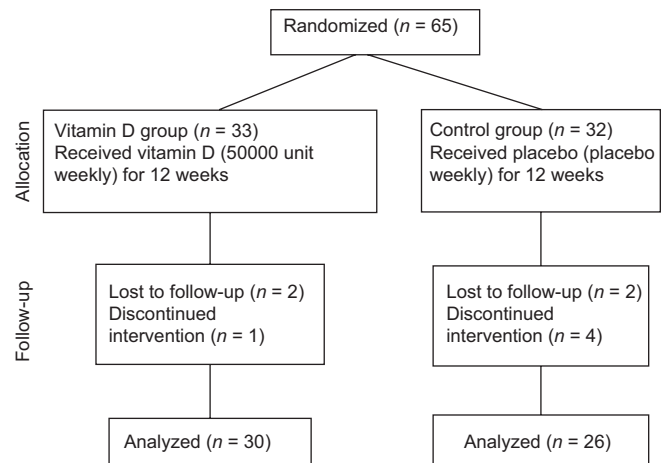 Randomized (n = 65)
Allocation
Vitamin D group (n = 33)
Received vitamin D (50000 unit
weekly) for 12 weeks
Control group (n = 32)
Received placebo (placebo
weekly) for 12 weeks
Follow-up
Lost to follow-up (n = 2)
Discontinued
intervention (n = 1)
Lost to follow-up (n = 2)
Discontinued
intervention (n = 4)
Analyzed (n = 30)
Analyzed (n = 26)